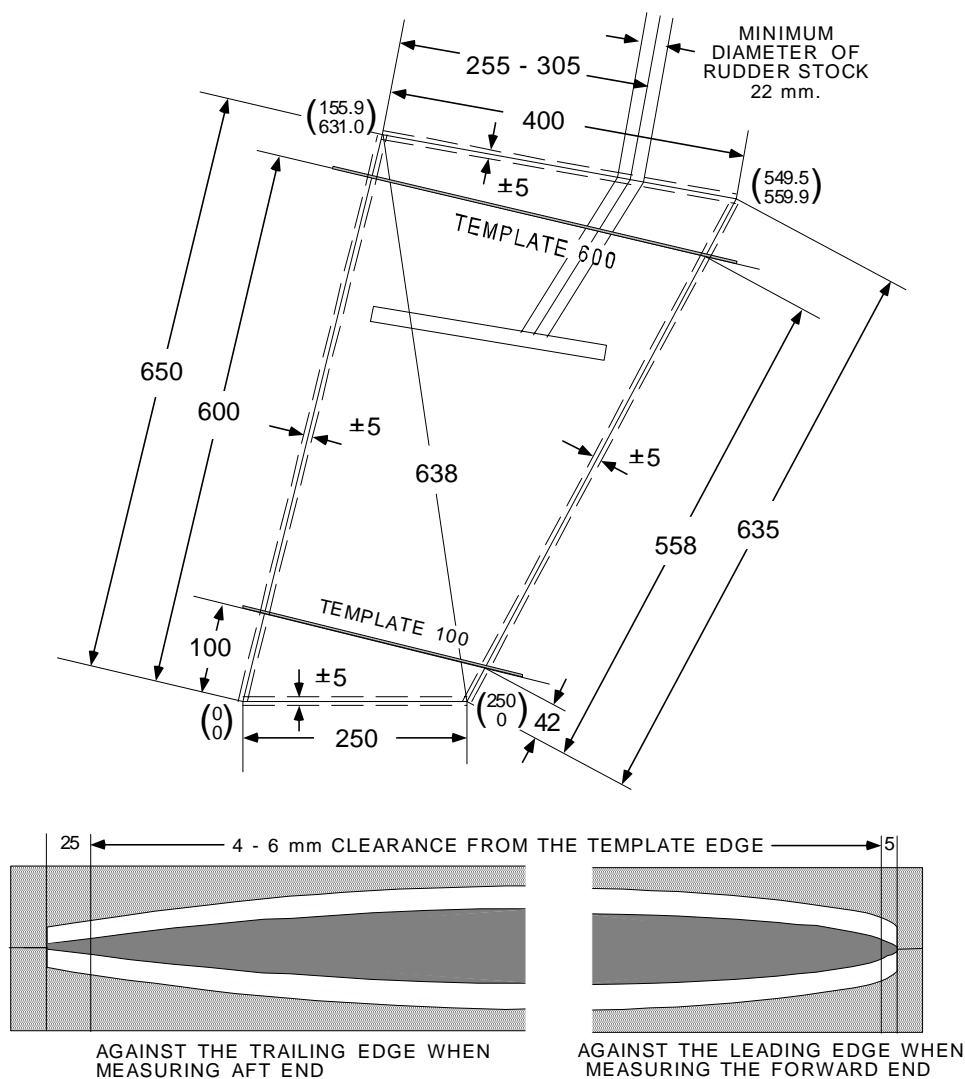 MINIMUM
DIAMETER OF
RUDDER STOCK
22 mm.
255 - 305
(155.9
631.0)
400
(549.5
559.9)
±5
TEMPLATE 600
650
600
±5
638
±5
558
635
TEMPLATE 100
100
±5
(0
0)
(250
0)
42
250
25
4 - 6 mm CLEARANCE FROM THE TEMPLATE EDGE
5
AGAINST THE TRAILING EDGE WHEN
MEASURING AFT END
AGAINST THE LEADING EDGE WHEN
MEASURING THE FORWARD END